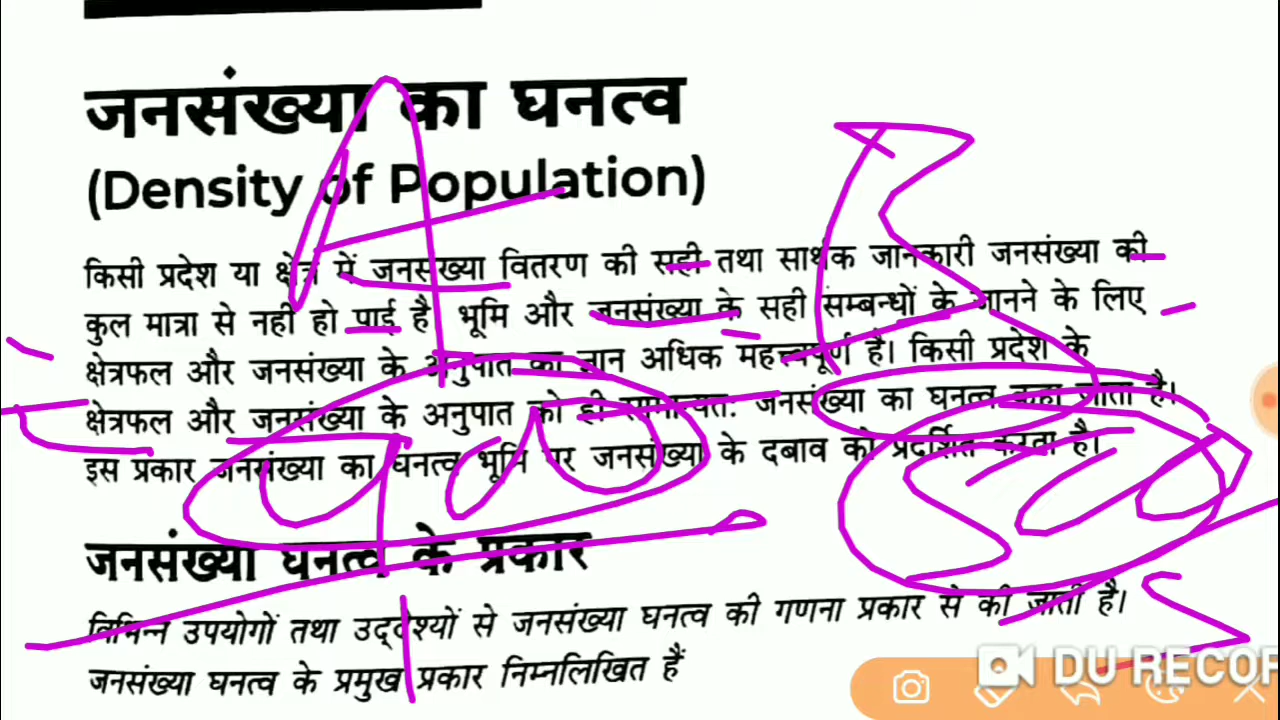 जनसंख्या का घनत्व
(Density of Population)
किसी प्रदेश या क्षेत्र में जनसंख्या वितरण की सही तथा सार्थक जानकारी जनसंख्या की
कुल मात्रा से नहीं हो पाई है। भूमि और जनसंख्या के सही सम्बन्धों के जानने के लिए
क्षेत्रफल और जनसंख्या के अनुपात का ज्ञान अधिक महत्त्वपूर्ण है। किसी प्रदेश के
क्षेत्रफल और जनसंख्या के अनुपात को ही सामान्यतः जनसंख्या का घनत्व कहा जाता है।
इस प्रकार जनसंख्या का घनत्व भूमि पर जनसंख्या के दबाव को प्रदर्शित करता है।
जनसंख्या घनत्व के प्रकार
विभिन्न उपयोगों तथा उद्देश्यों से जनसंख्या घनत्व की गणना प्रकार से की जाती है।
जनसंख्या घनत्व के प्रमुख प्रकार निम्नलिखित हैं
A
B
DU RECOR